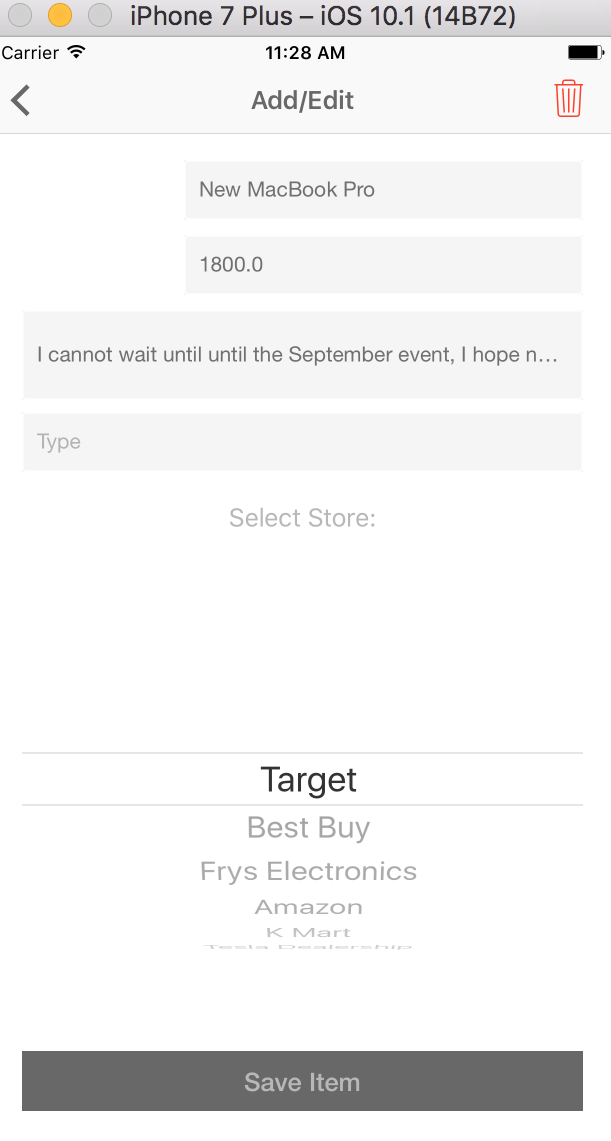 iPhone 7 Plus – iOS 10.1 (14B72)
Carrier 11:28 AM
Add/Edit
New MacBook Pro
1800.0
I cannot wait until until the September event, I hope n...
Type
Select Store:
Target
Best Buy
Frys Electronics
Amazon
K Mart
Tesla Dealership
Save Item